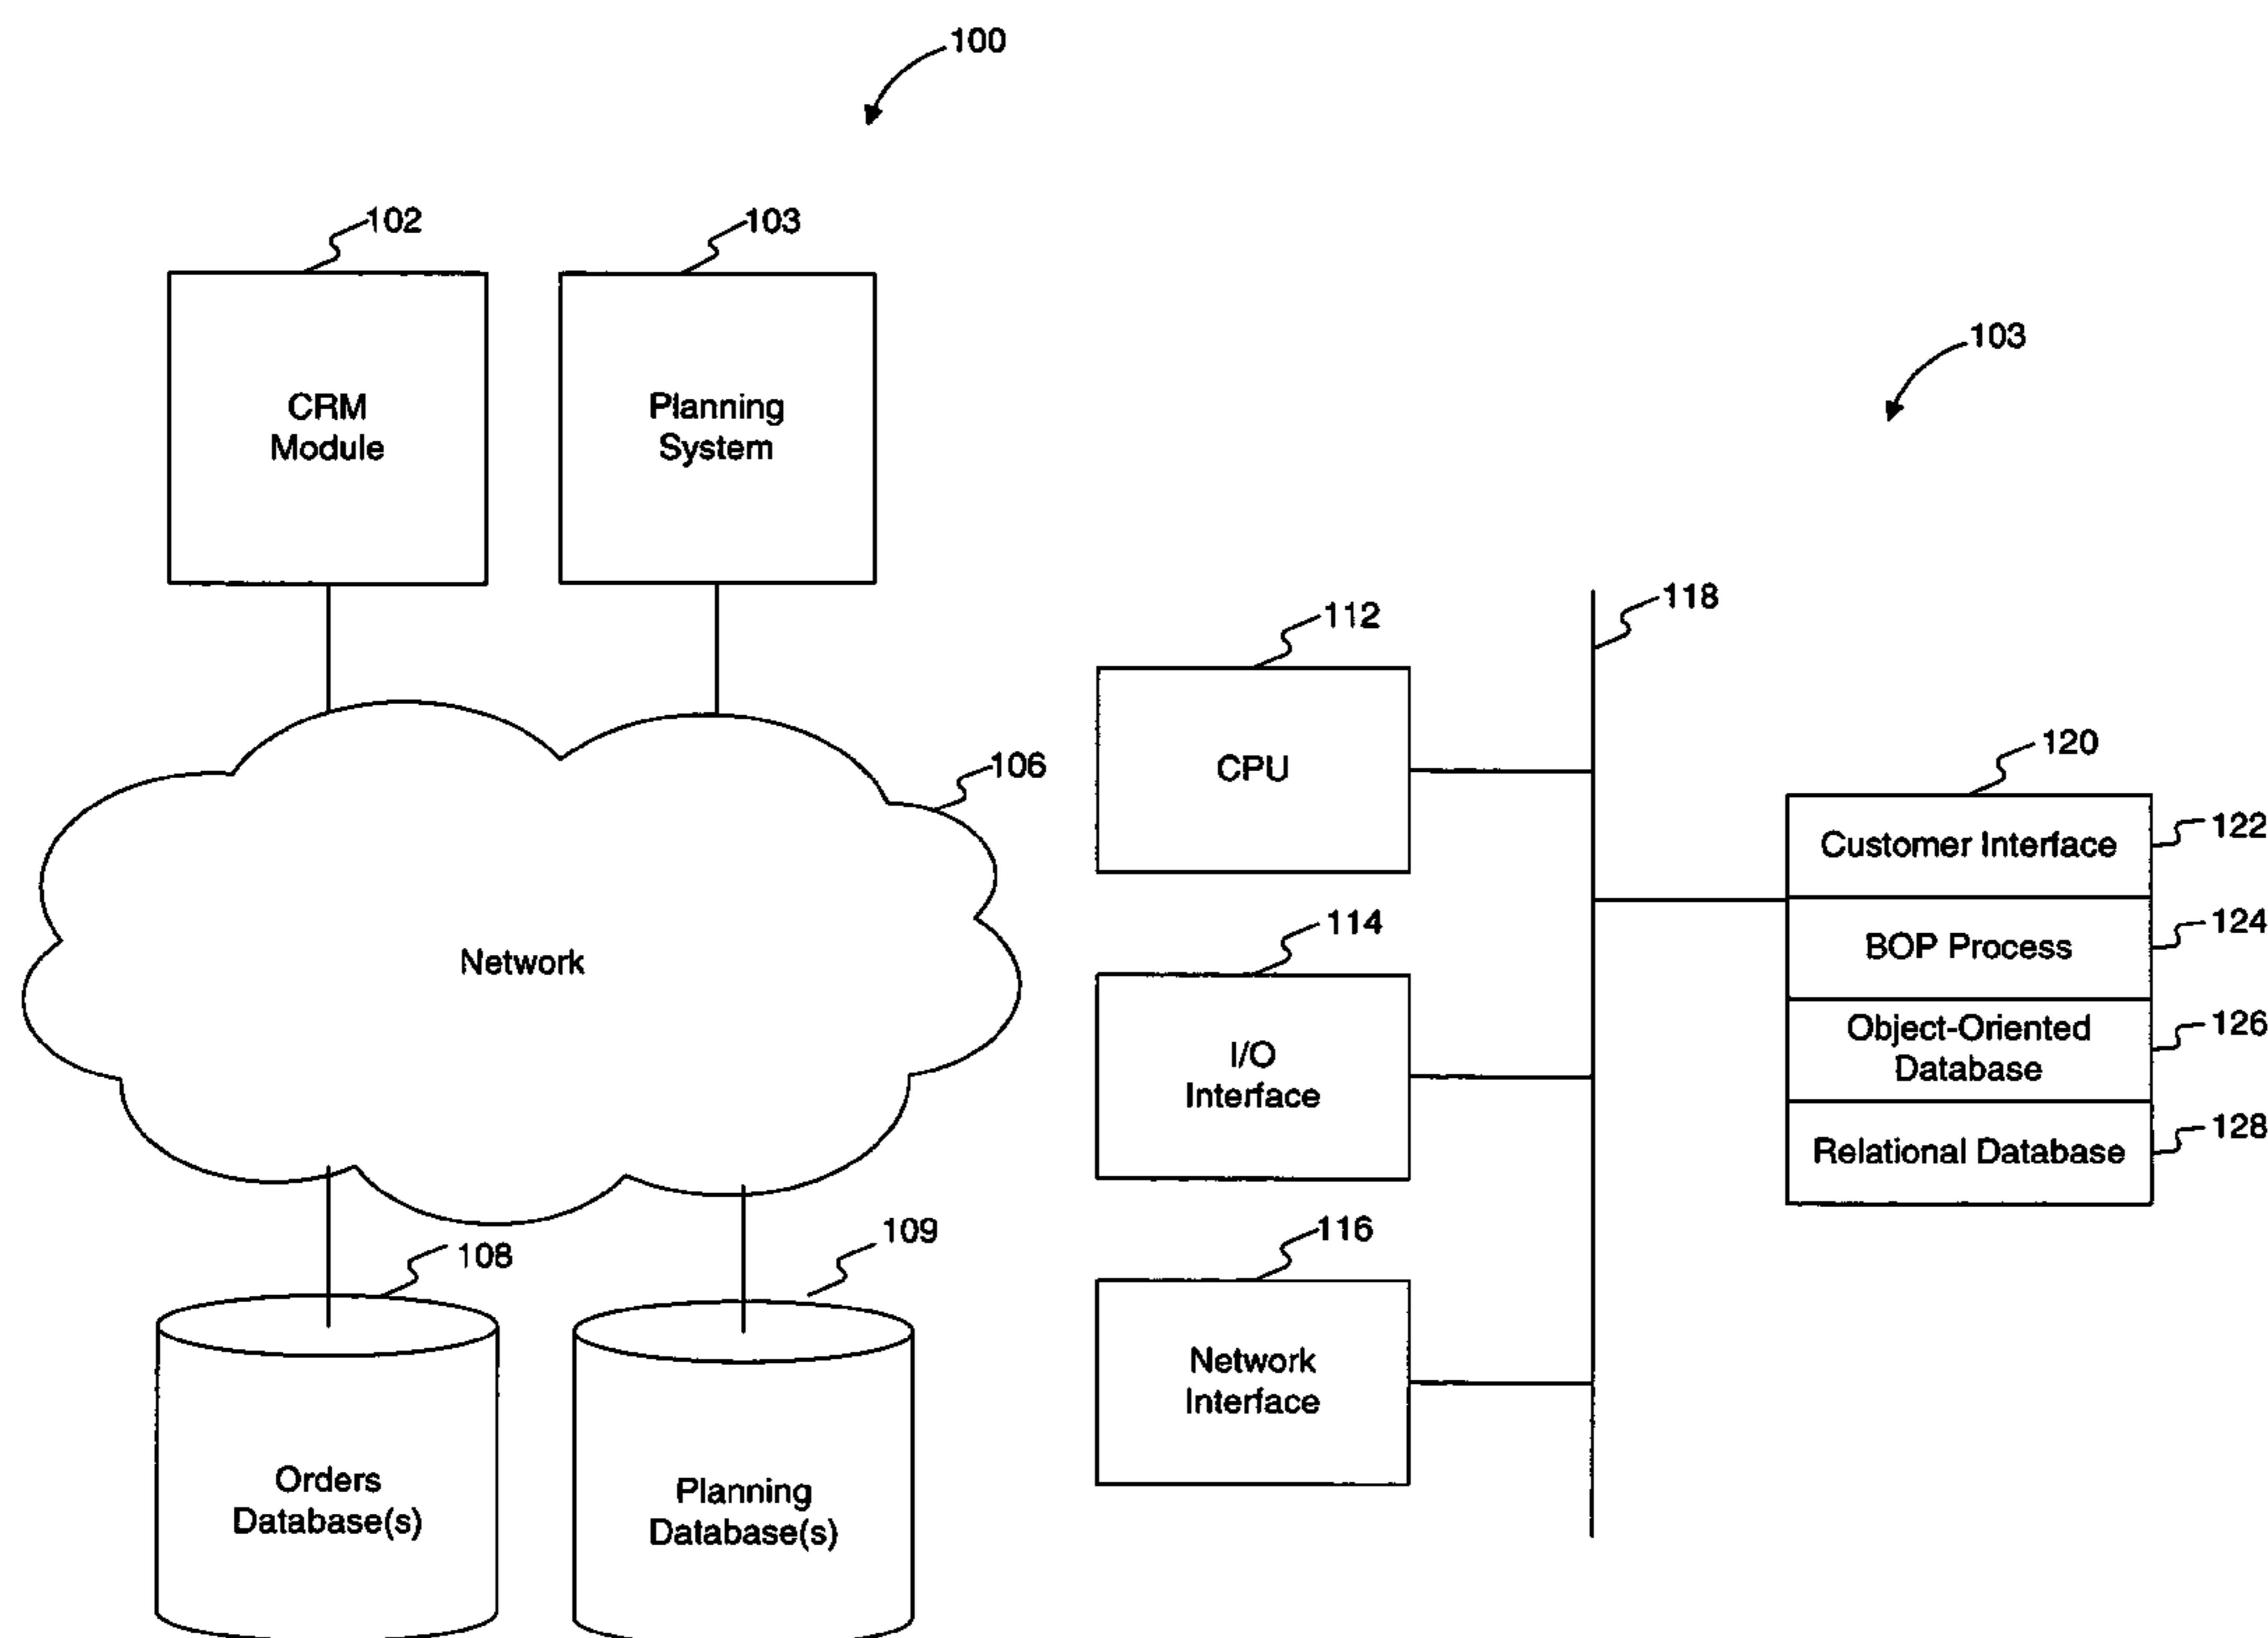 100
102
103
CRM
Module
Planning
System
103
106
Network
108
109
Orders
Database(s)
Planning
Database(s)
112
CPU
118
114
I/O
Interface
116
Network
Interface
120
Customer Interface
122
BOP Process
124
Object-Oriented
Database
126
Relational Database
128